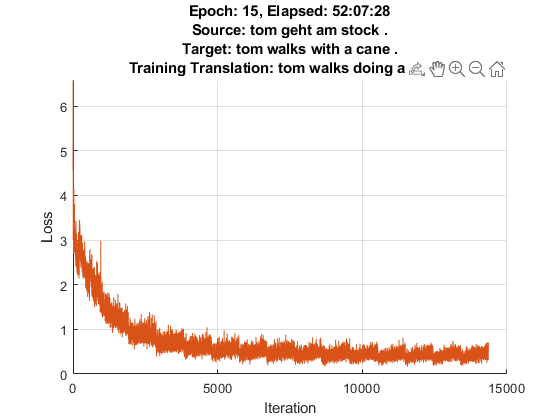 Epoch: 15, Elapsed: 52:07:28
Source: tom geht am stock .
Target: tom walks with a cane .
Training Translation: tom walks doing a
6
5
4
3
2
1
0
Loss
0
5000
10000
15000
Iteration